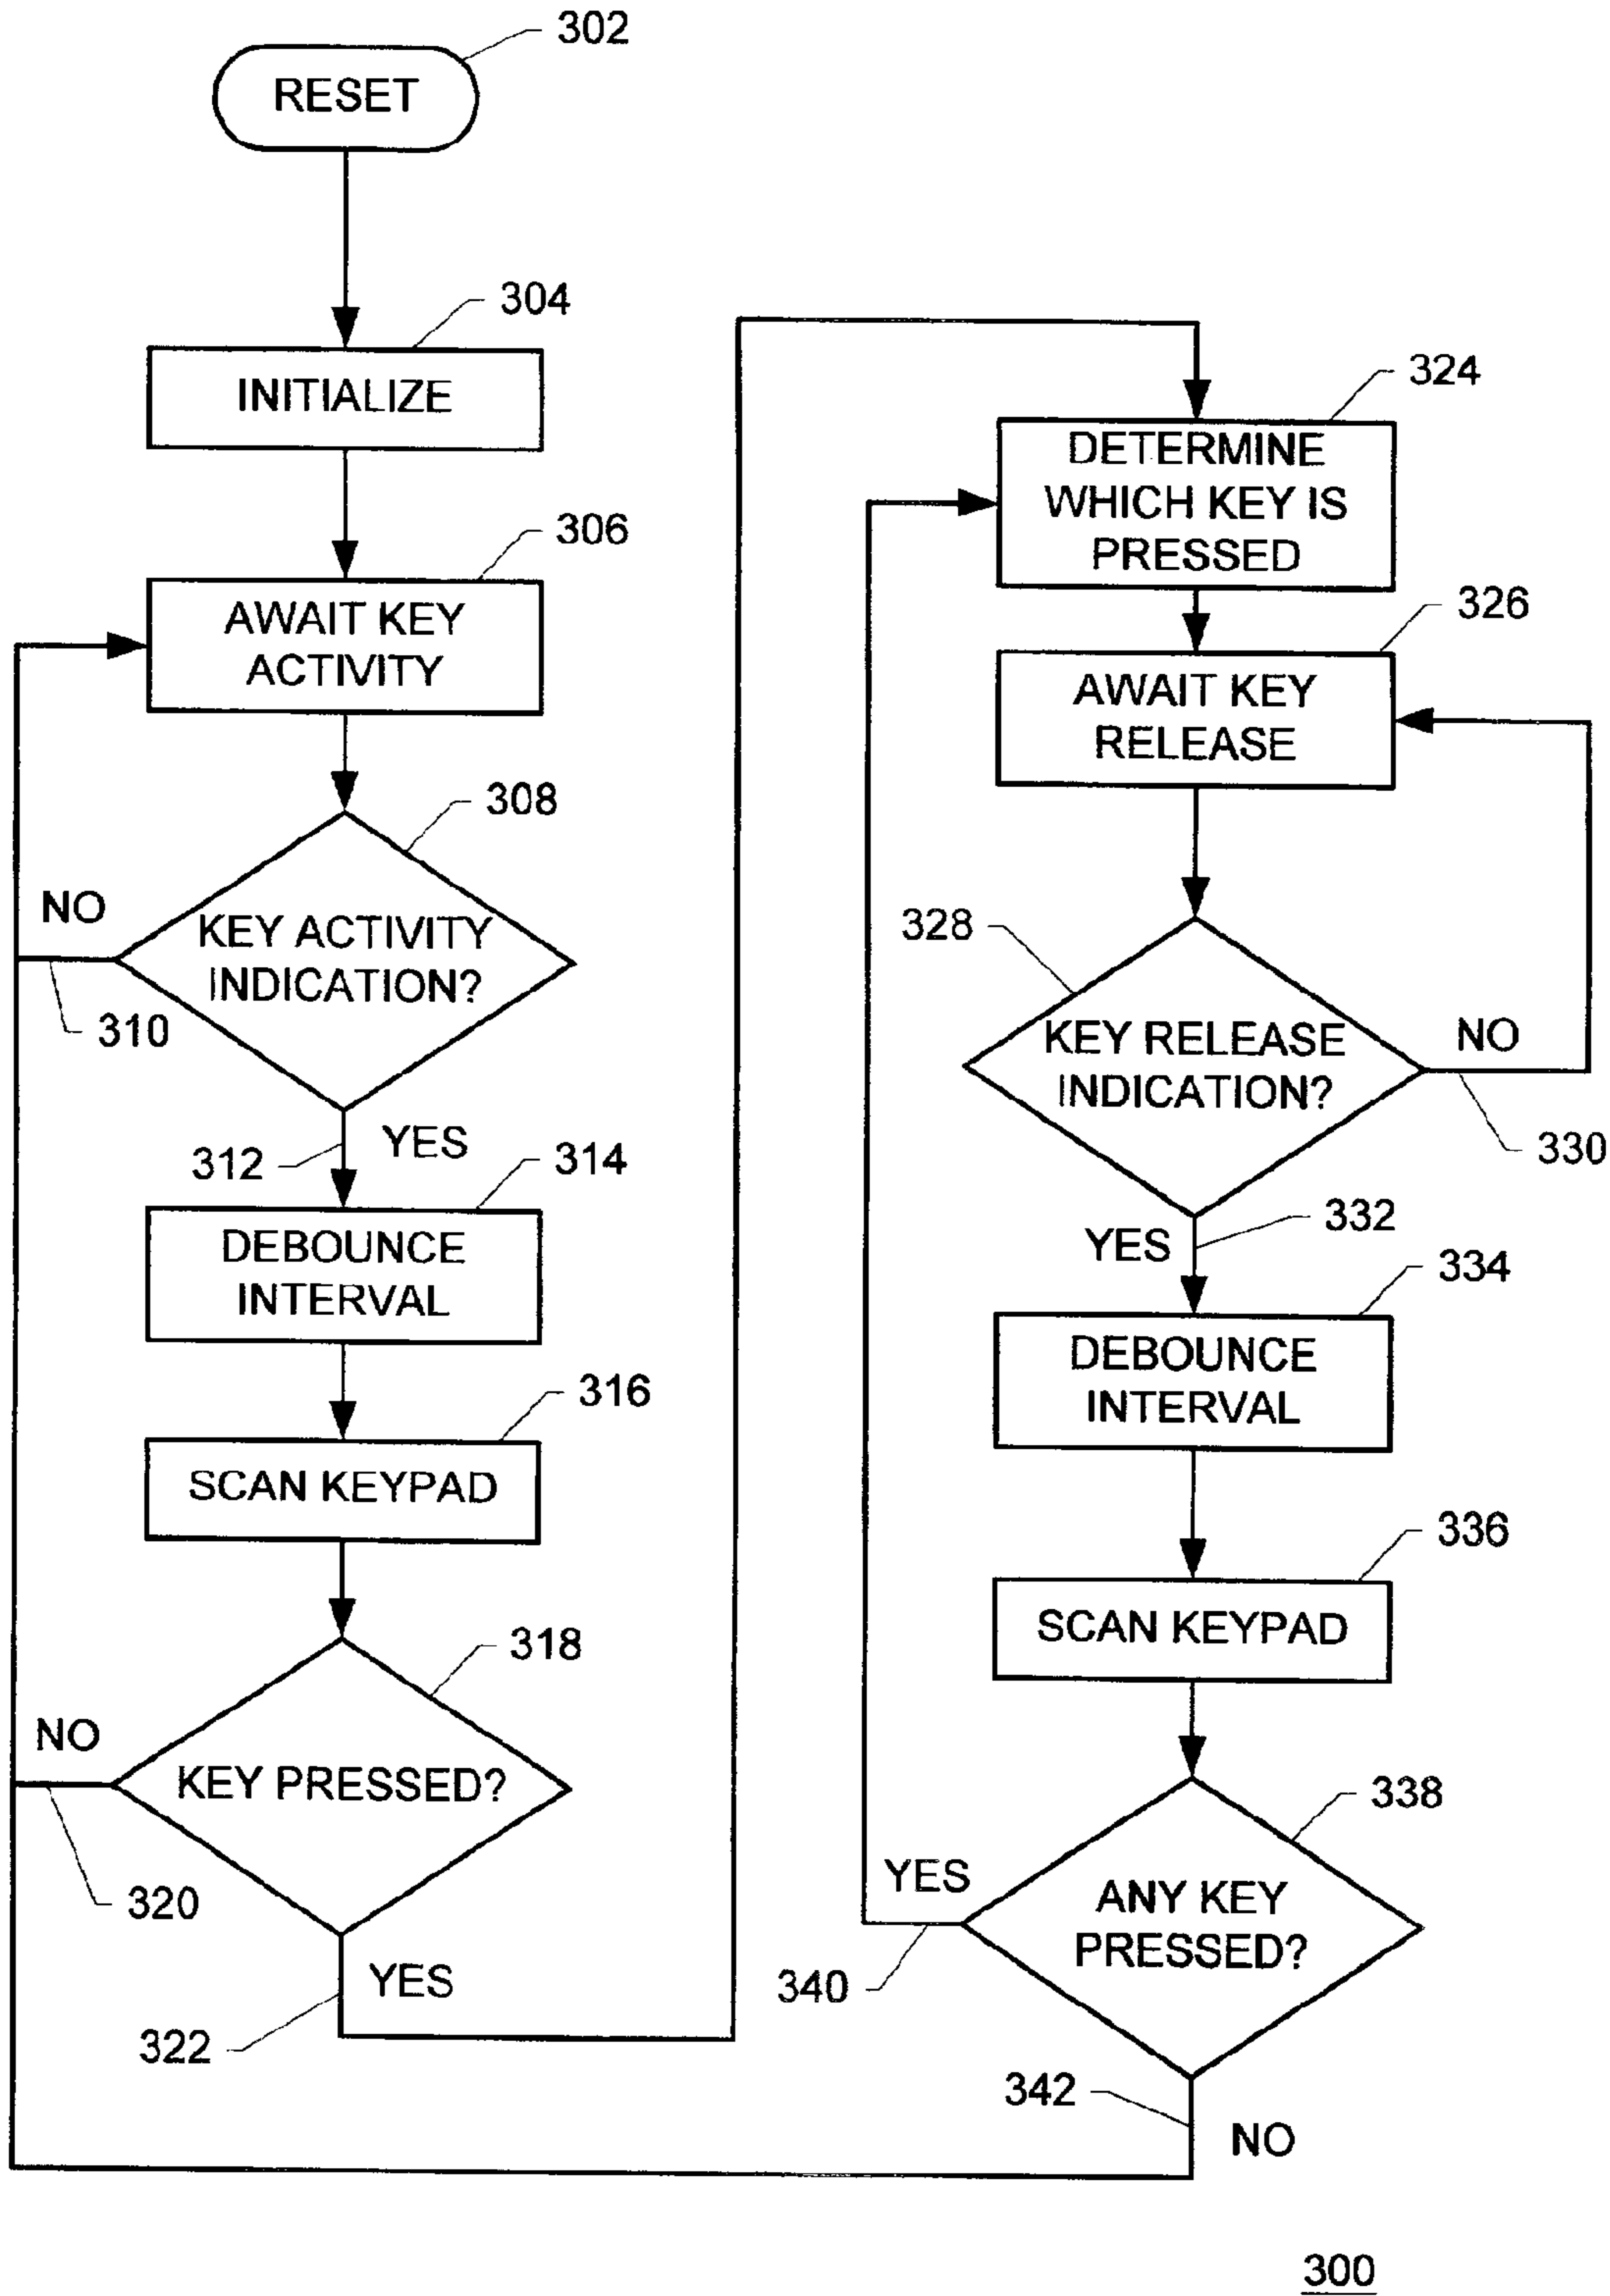 302
RESET
304
INITIALIZE
306
AWAIT KEY
ACTIVITY
308
NO
KEY ACTIVITY
INDICATION?
310
312
YES
314
DEBOUNCE
INTERVAL
316
SCAN KEYPAD
318
NO
KEY PRESSED?
320
YES
322
324
DETERMINE
WHICH KEY IS
PRESSED
326
AWAIT KEY
RELEASE
328
KEY RELEASE
INDICATION?
NO
330
332
YES
334
DEBOUNCE
INTERVAL
336
SCAN KEYPAD
338
YES
ANY KEY
PRESSED?
340
342
NO
300